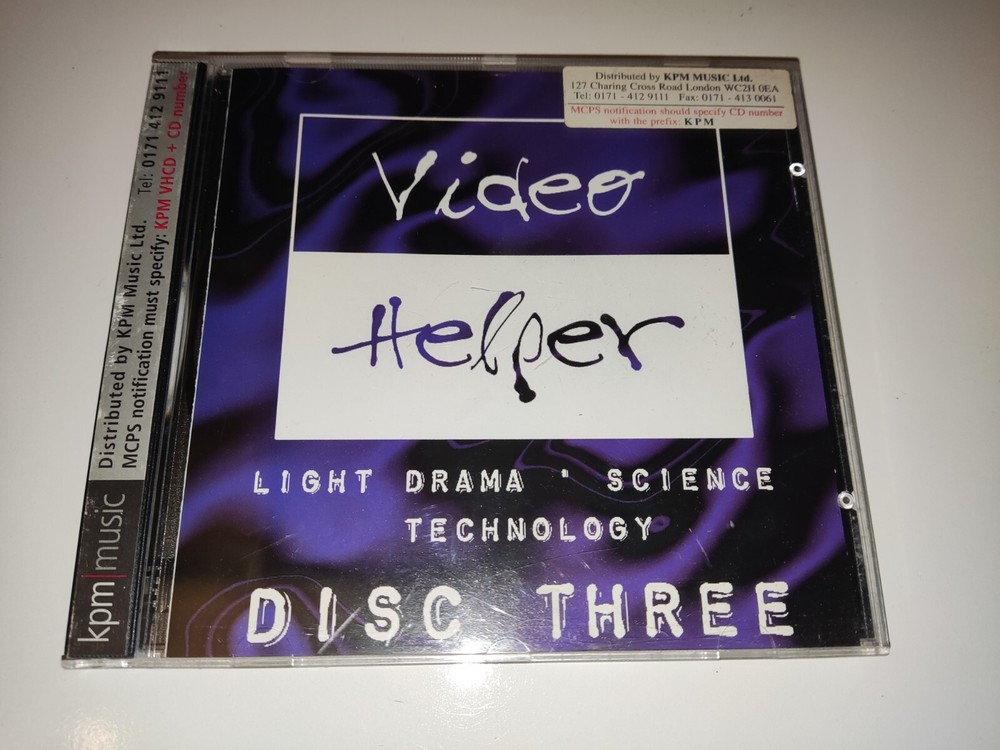 Distributed by KPM MUSIC Ltd.
127 Charing Cross Road London WC2H 0EA
Tel: 0171 - 412 9111 Fax: 0171 - 413 0061
MCPS notification should specify CD number
with the prefix: KPM
Video
Helper
LIGHT DRAMA · SCIENCE
TECHNOLOGY
DISC THREE
kpm|music
Distributed by KPM Music Ltd. Tel: 0171 412 9111
MCPS notification must specify: KPM VHCD + CD number